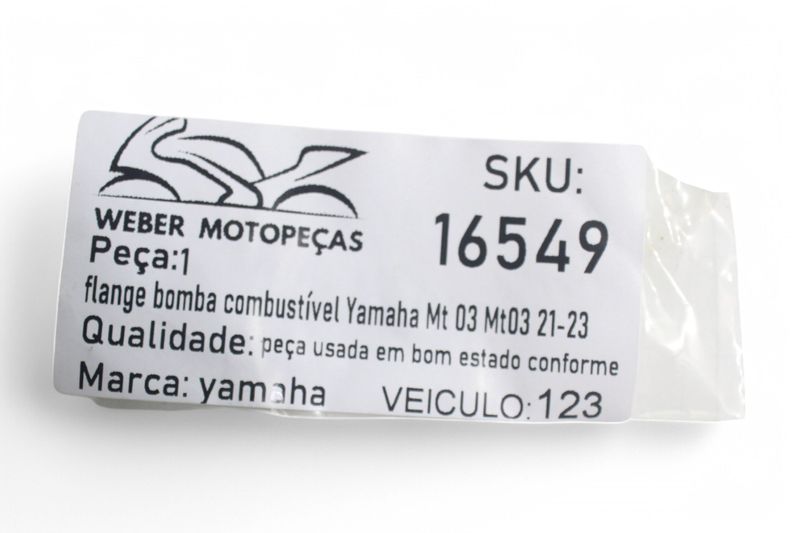 WEBER MOTOPEÇAS
SKU:
16549
Peça:1
flange bomba combustível Yamaha Mt 03 Mt03 21-23
Qualidade: peça usada em bom estado conforme
Marca: yamaha
VEICULO:123